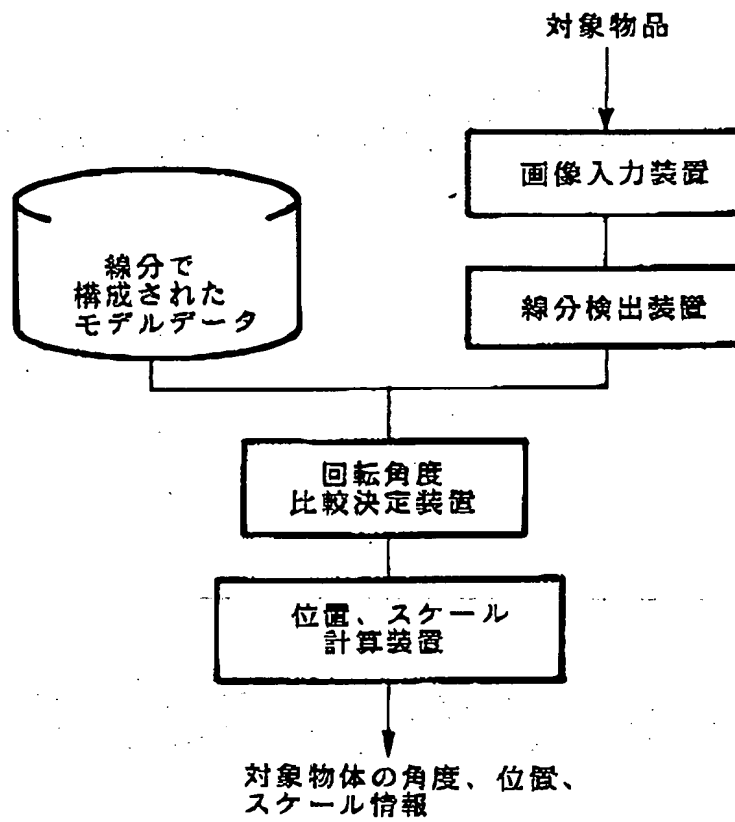 対象物品
画像入力装置
線分で
構成された
モデルデータ
線分検出装置
回転角度
比較決定装置
位置、スケール
計算装置
対象物体の角度、位置、
スケール情報